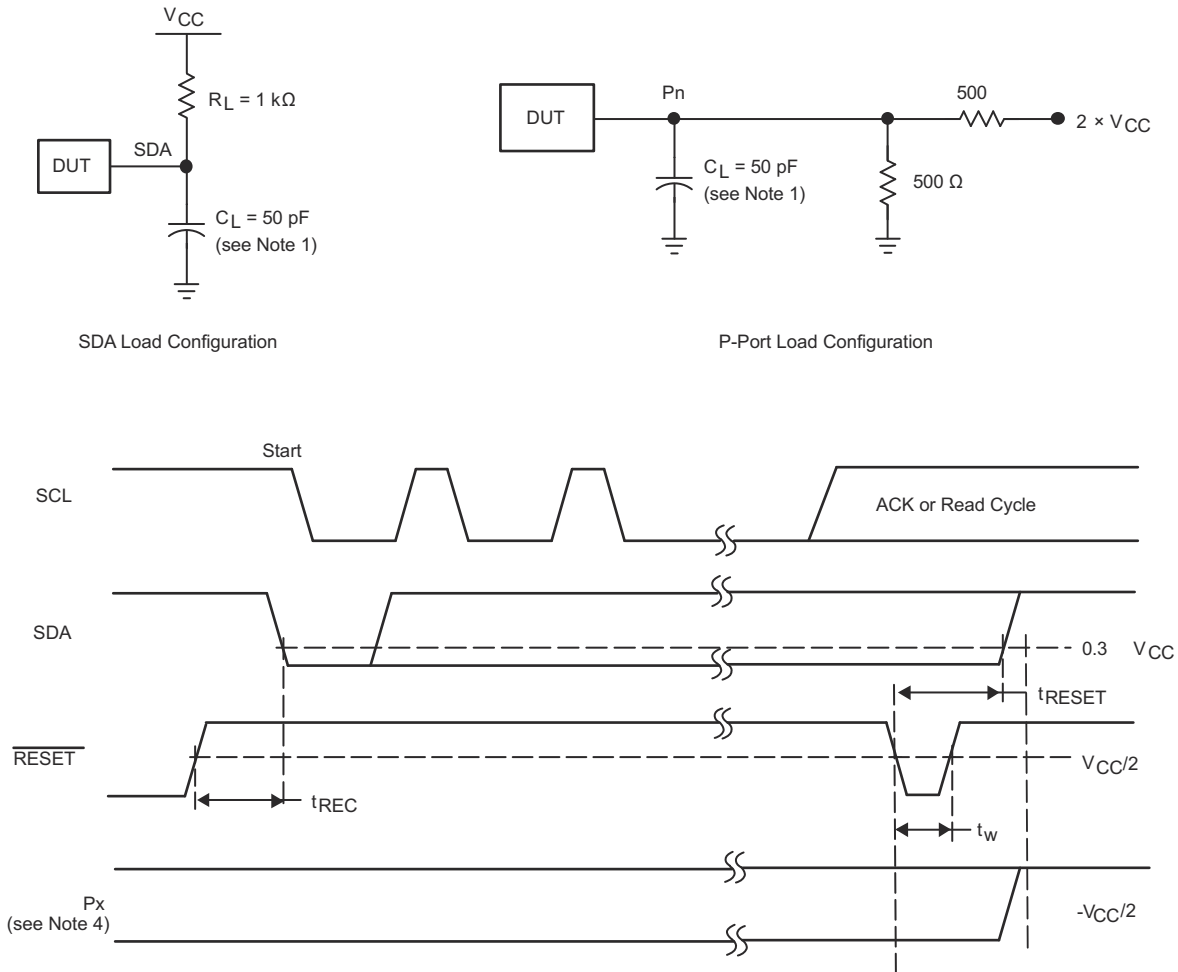 VCC
RL = 1 kΩ
DUT
SDA
CL = 50 pF
(see Note 1)
SDA Load Configuration
DUT
Pn
500
2 × VCC
CL = 50 pF
(see Note 1)
500 Ω
P-Port Load Configuration
Start
SCL
ACK or Read Cycle
SDA
0.3 VCC
tRESET
RESET
VCC/2
tREC
tw
Px
(see Note 4)
-VCC/2